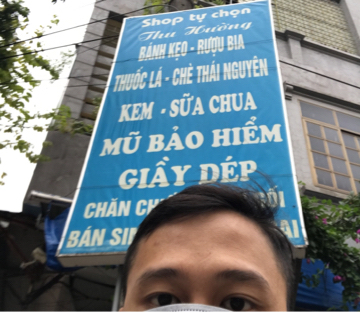 Shop tự chọn
Thu Hường
BÁNH KẸO - RƯỢU BIA
THUỐC LÁ - CHÈ THÁI NGUYÊN
KEM - SỮA CHUA
MŨ BẢO HIỂM
GIẦY DÉP
CHĂN
BÁN